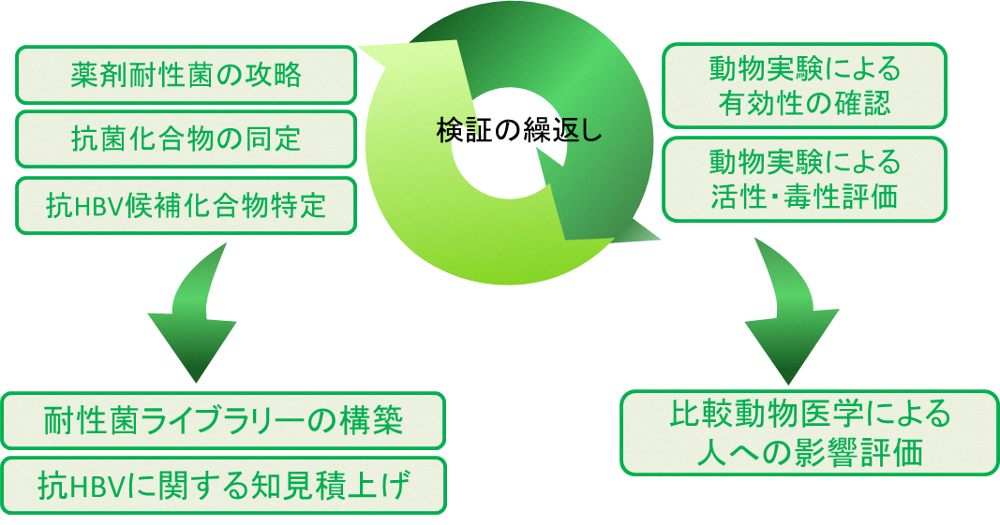 薬剤耐性菌の攻略
抗菌化合物の同定
抗HBV候補化合物特定
検証の繰返し
動物実験による
有効性の確認
動物実験による
活性・毒性評価
耐性菌ライブラリーの構築
抗HBVに関する知見積上げ
比較動物医学による
人への影響評価